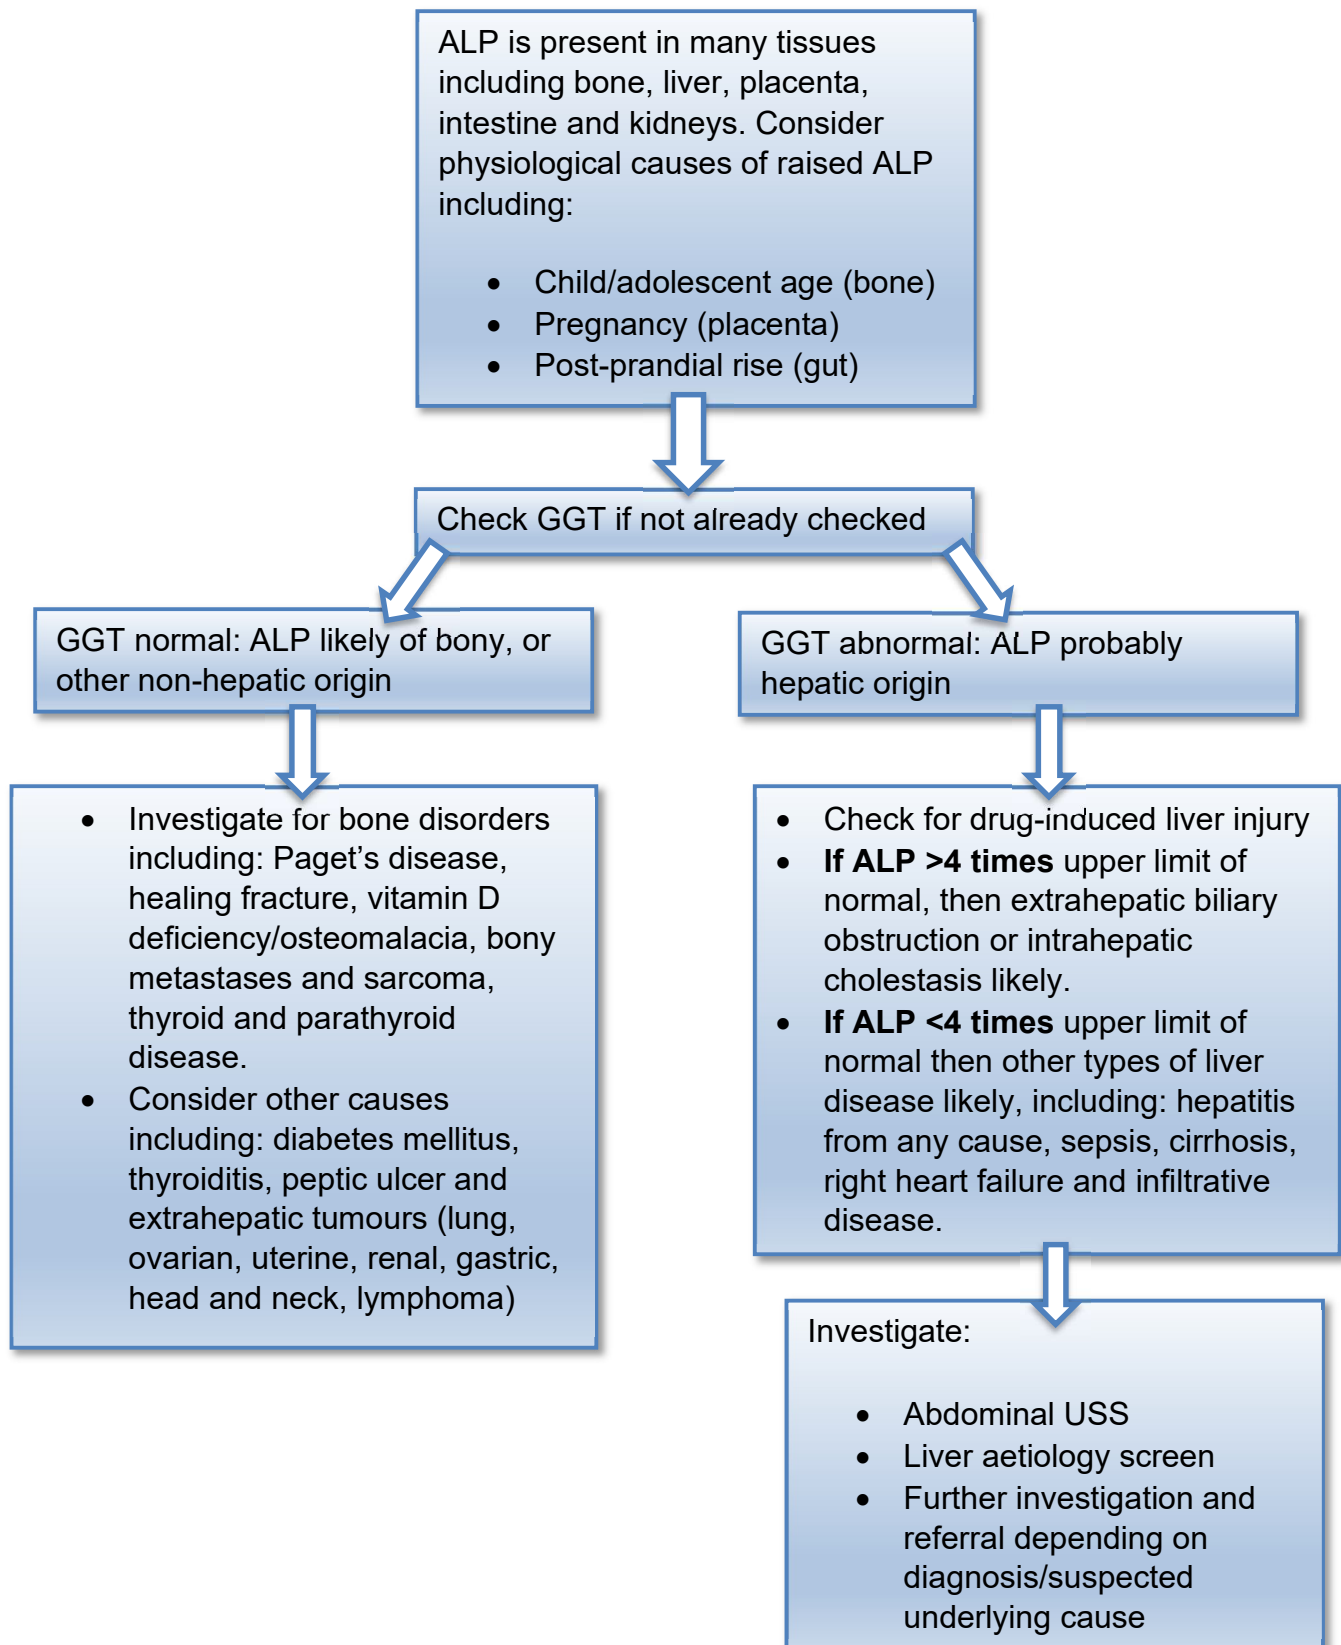 ALP is present in many tissues
including bone, liver, placenta,
intestine and kidneys. Consider
physiological causes of raised ALP
including:
• Child/adolescent age (bone)
• Pregnancy (placenta)
• Post-prandial rise (gut)
Check GGT if not already checked
GGT normal: ALP likely of bony, or
other non-hepatic origin
GGT abnormal: ALP probably
hepatic origin
• Investigate for bone disorders
including: Paget’s disease,
healing fracture, vitamin D
deficiency/osteomalacia, bony
metastases and sarcoma,
thyroid and parathyroid
disease.
• Consider other causes
including: diabetes mellitus,
thyroiditis, peptic ulcer and
extrahepatic tumours (lung,
ovarian, uterine, renal, gastric,
head and neck, lymphoma)
• Check for drug-induced liver injury
• If ALP >4 times upper limit of
normal, then extrahepatic biliary
obstruction or intrahepatic
cholestasis likely.
• If ALP <4 times upper limit of
normal then other types of liver
disease likely, including: hepatitis
from any cause, sepsis, cirrhosis,
right heart failure and infiltrative
disease.
Investigate:
• Abdominal USS
• Liver aetiology screen
• Further investigation and
referral depending on
diagnosis/suspected
underlying cause